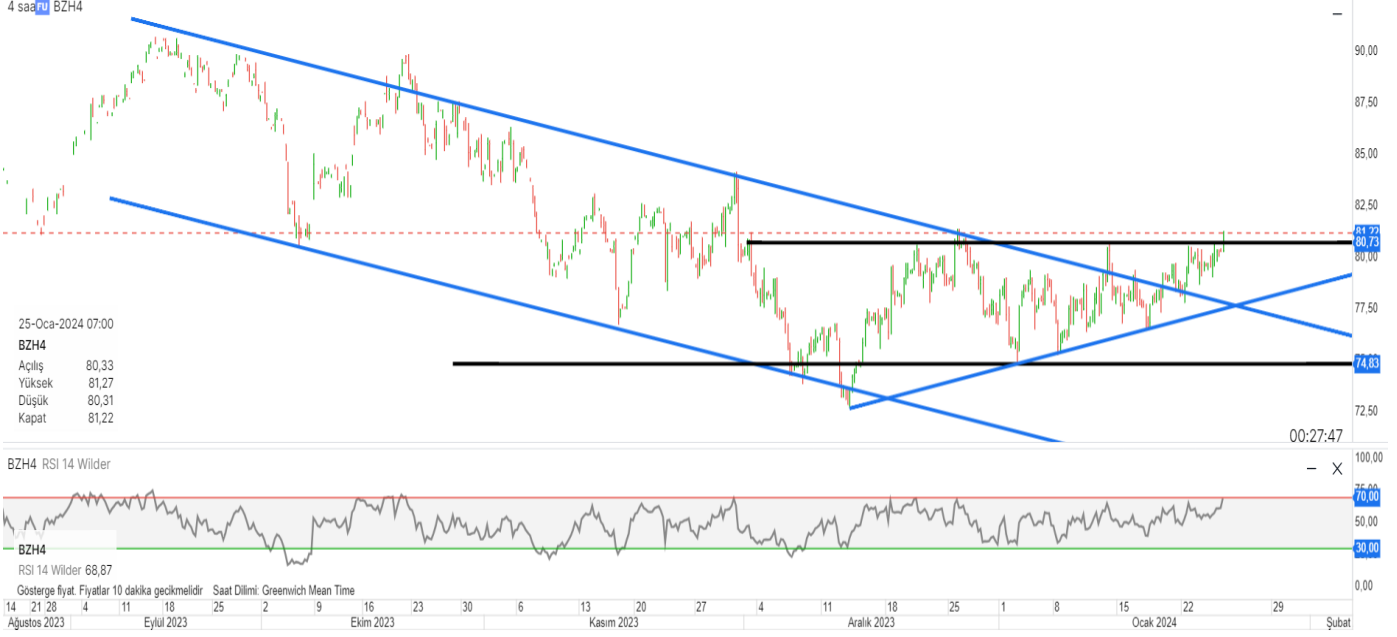 4 saa FU BZH4
90,00
87,50
85,00
82,50
81,22
80,73
80,00
77,50
74,83
72,50
25-Oca-2024 07:00
BZH4
Açılış 80,33
Yüksek 81,27
Düşük 80,31
Kapat 81,22
00:27:47
BZH4 RSI 14 Wilder
100,00
75,00
70,00
50,00
30,00
0,00
BZH4
RSI 14 Wilder 68,87
Gösterge fiyat. Fiyatlar 10 dakika gecikmelidir Saat Dilimi: Greenwich Mean Time
14 21 28 4 11 18 25 2 9 16 23 30 6 13 20 27 4 11 18 25 1 8 15 22 29
Ağustos 2023 Eylül 2023 Ekim 2023 Kasım 2023 Aralık 2023 Ocak 2024 Şubat